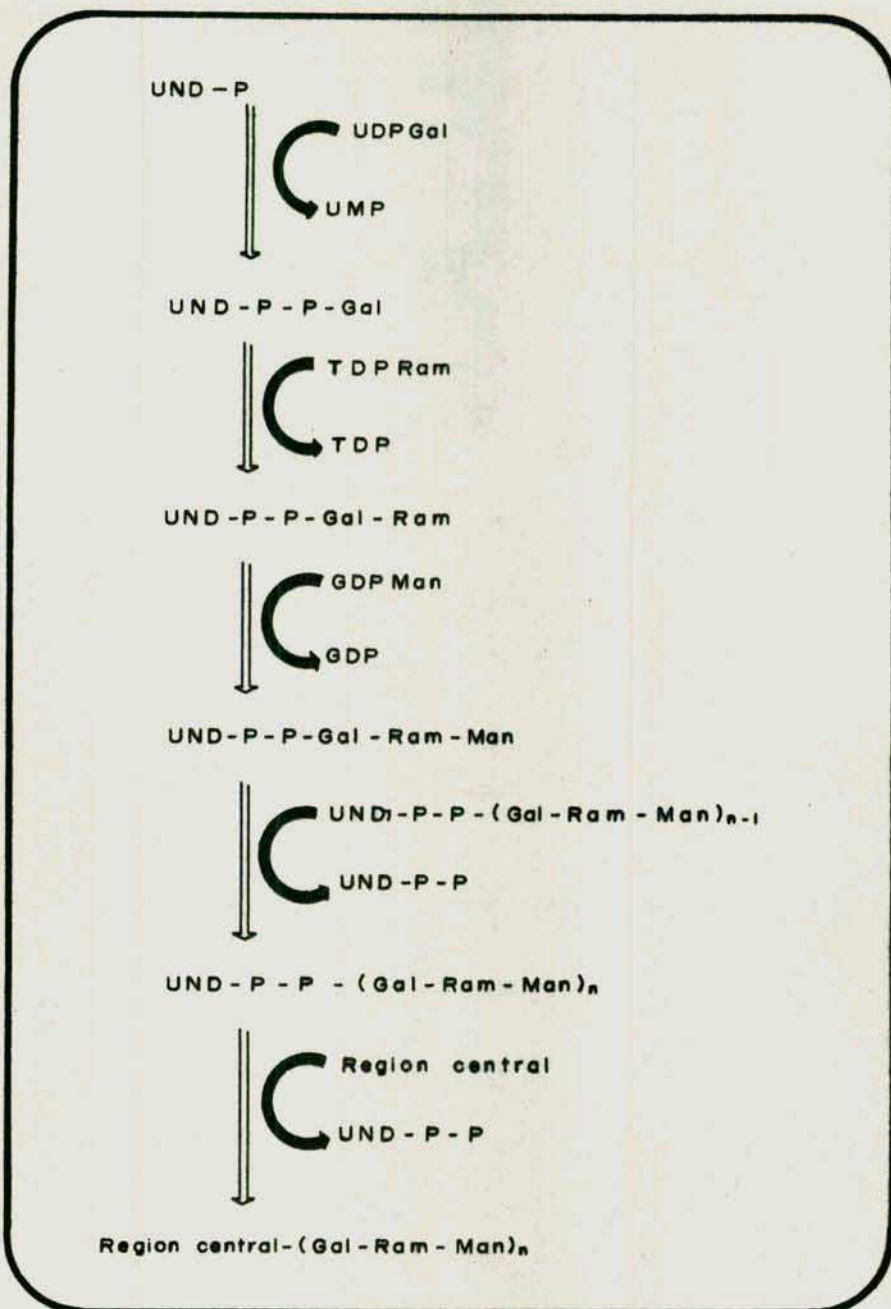 UND-P
UDPGal
UMP
UND-P-P-Gal
TDPRam
TDP
UND-P-P-Gal-Ram
GDPMan
GDP
UND-P-P-Gal-Ram-Man
UND1-P-P-(Gal-Ram-Man)n-1
UND-P-P
UND-P-P-(Gal-Ram-Man)n
Region central
UND-P-P
Region central-(Gal-Ram-Man)n